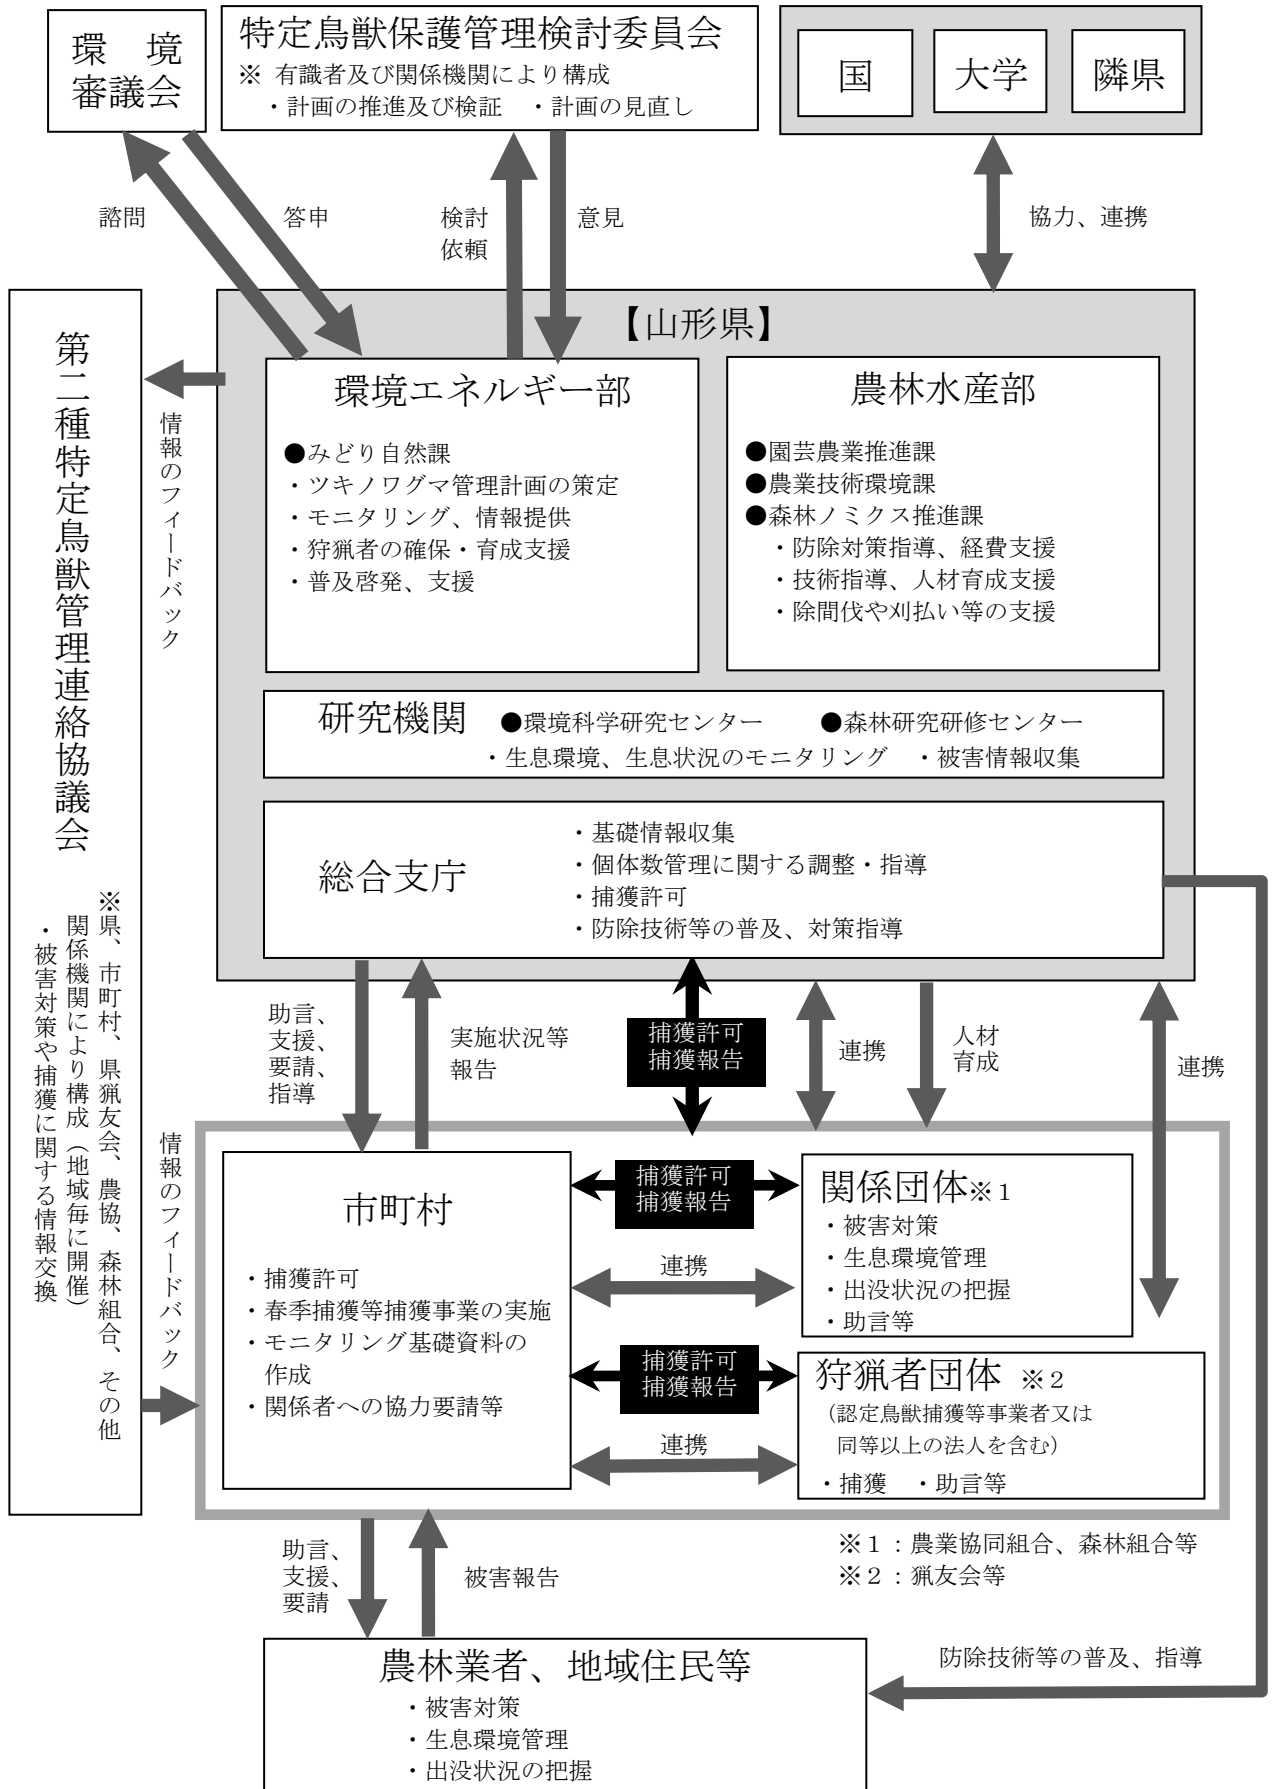 環　境
審議会
特定鳥獣保護管理検討委員会
※ 有識者及び関係機関により構成
・計画の推進及び検証　・計画の見直し
国
大学
隣県
諮問
答申
検討
依頼
意見
協力、連携
第二種特定鳥獣管理連絡協議会
※県、市町村、県猟友会、農協、森林組合、その他
関係機関により構成（地域毎に開催）
・被害対策や捕獲に関する情報交換
情報のフィードバック
【山形県】
環境エネルギー部
●みどり自然課
・ツキノワグマ管理計画の策定
・モニタリング、情報提供
・狩猟者の確保・育成支援
・普及啓発、支援
農林水産部
●園芸農業推進課
●農業技術環境課
●森林ノミクス推進課
・防除対策指導、経費支援
・技術指導、人材育成支援
・除間伐や刈払い等の支援
研究機関　●環境科学研究センター　●森林研究研修センター
・生息環境、生息状況のモニタリング　・被害情報収集
総合支庁
・基礎情報収集
・個体数管理に関する調整・指導
・捕獲許可
・防除技術等の普及、対策指導
助言、
支援、
要請、
指導
実施状況等
報告
捕獲許可
捕獲報告
連携
人材
育成
連携
情報のフィードバック
市町村
・捕獲許可
・春季捕獲等捕獲事業の実施
・モニタリング基礎資料の
作成
・関係者への協力要請等
捕獲許可
捕獲報告
連携
捕獲許可
捕獲報告
連携
関係団体※１
・被害対策
・生息環境管理
・出没状況の把握
・助言等
狩猟者団体 ※２
（認定鳥獣捕獲等事業者又は
同等以上の法人を含む）
・捕獲　・助言等
※１：農業協同組合、森林組合等
※２：猟友会等
助言、
支援、
要請
被害報告
防除技術等の普及、指導
農林業者、地域住民等
・被害対策
・生息環境管理
・出没状況の把握